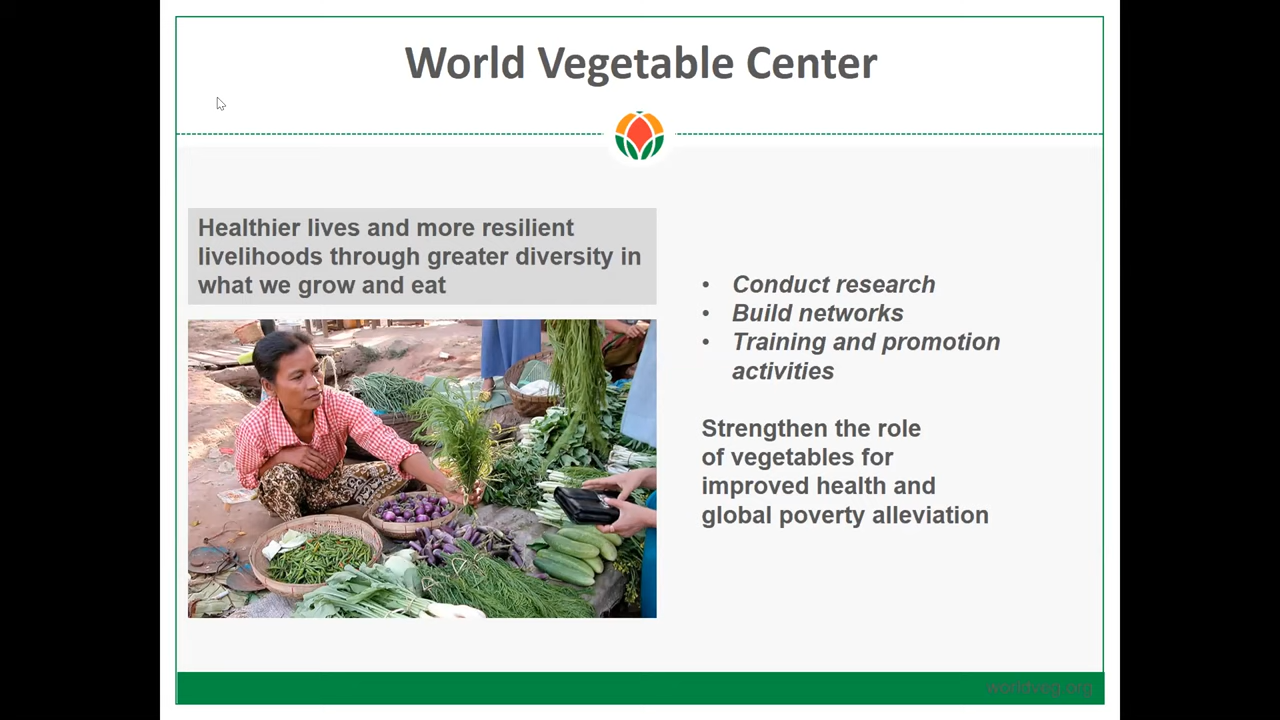 World Vegetable Center
Healthier lives and more resilient
livelihoods through greater diversity in
what we grow and eat
• Conduct research
• Build networks
• Training and promotion
activities
Strengthen the role
of vegetables for
improved health and
global poverty alleviation
worldveg.org